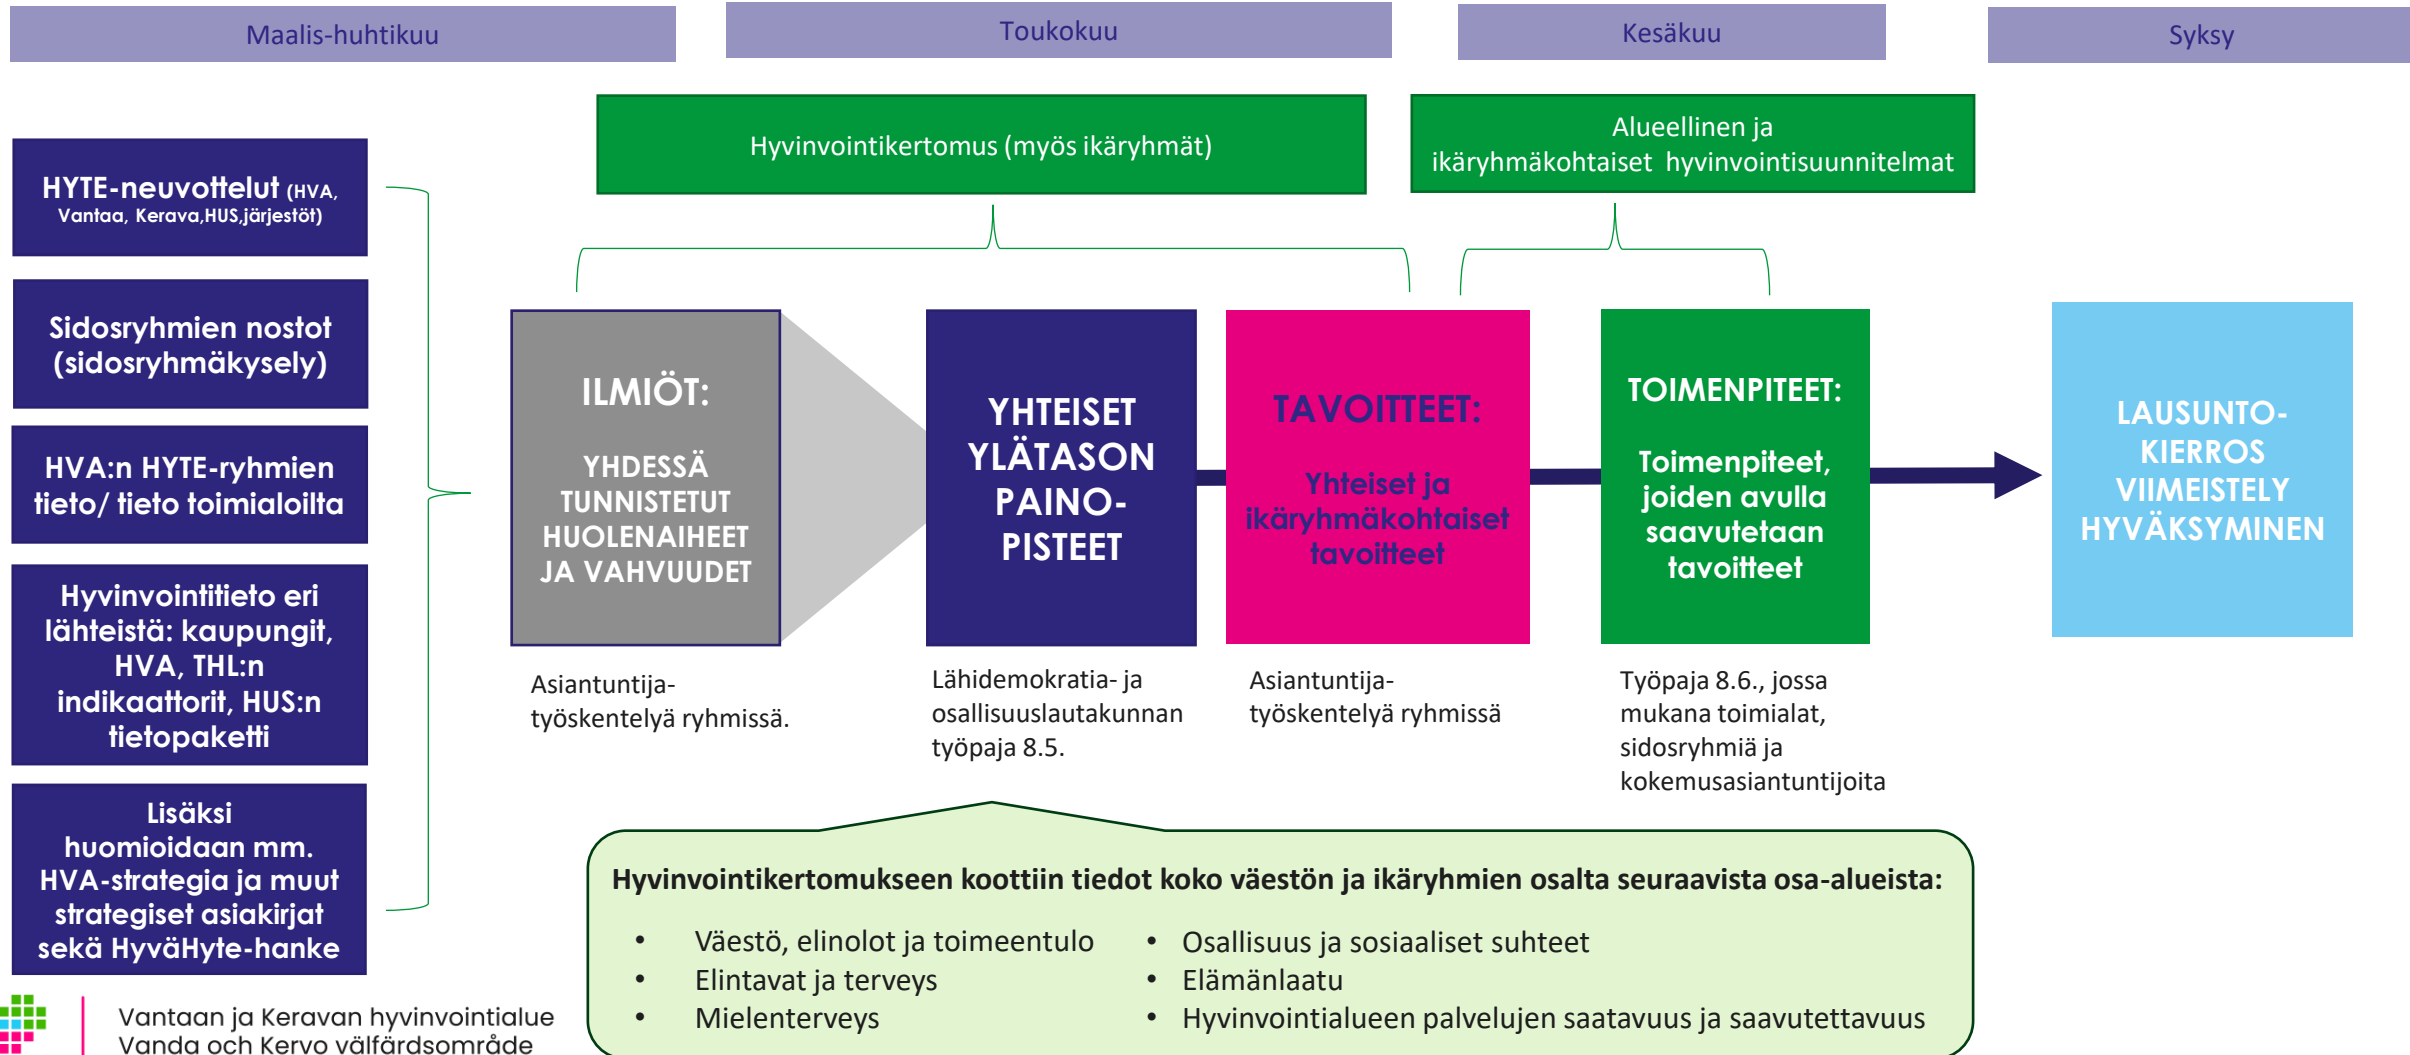 Maalis-huhtikuu
Toukokuu
Kesäkuu
Syksy
Hyvinvointikertomus (myös ikäryhmät)
Alueellinen ja
ikäryhmäkohtaiset hyvinvointisuunnitelmat
HYTE-neuvottelut (HVA,
Vantaa, Kerava,HUS,järjestöt)
Sidosryhmien nostot
(sidosryhmäkysely)
HVA:n HYTE-ryhmien
tieto/ tieto toimialoilta
Hyvinvointitieto eri
lähteistä: kaupungit,
HVA, THL:n
indikaattorit, HUS:n
tietopaketti
Lisäksi
huomioidaan mm.
HVA-strategia ja muut
strategiset asiakirjat
sekä HyväHyte-hanke
ILMIÖT:
YHDESSÄ
TUNNISTETUT
HUOLENAIHEET
JA VAHVUUDET
Asiantuntija-
työskentelyä ryhmissä.
YHTEISET
YLÄTASON
PAINO-
PISTEET
Lähidemokratia- ja
osallisuuslautakunnan
työpaja 8.5.
TAVOITTEET:
Yhteiset ja
ikäryhmäkohtaiset
tavoitteet
Asiantuntija-
työskentelyä ryhmissä
TOIMENPITEET:
Toimenpiteet,
joiden avulla
saavutetaan
tavoitteet
Työpaja 8.6., jossa
mukana toimialat,
sidosryhmiä ja
kokemusasiantuntijoita
LAUSUNTO-
KIERROS
VIIMEISTELY
HYVÄKSYMINEN
Hyvinvointikertomukseen koottiin tiedot koko väestön ja ikäryhmien osalta seuraavista osa-alueista:
• Väestö, elinolot ja toimeentulo
• Elintavat ja terveys
• Mielenterveys
• Osallisuus ja sosiaaliset suhteet
• Elämänlaatu
• Hyvinvointialueen palvelujen saatavuus ja saavutettavuus
Vantaan ja Keravan hyvinvointialue
Vanda och Kervo välfärdsområde